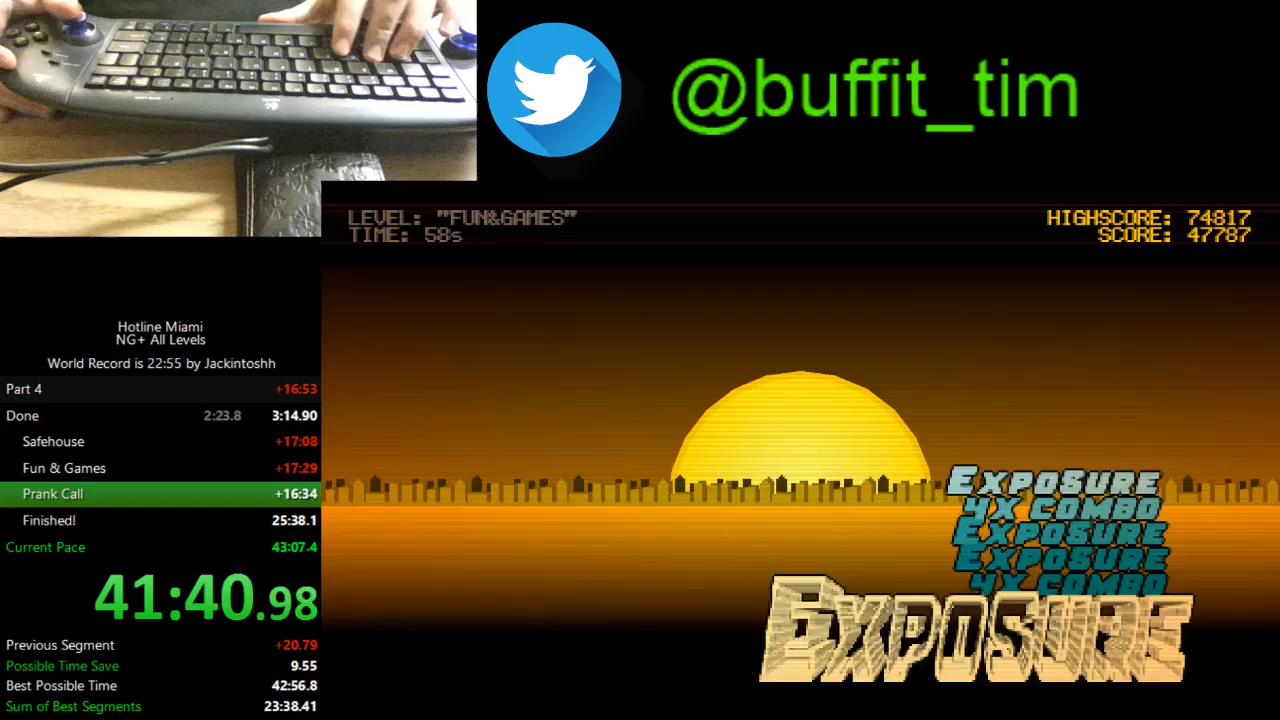 @buffit_tim
LEVEL: "FUN&GAMES"
TIME: 58s
HIGHSCORE: 74817
SCORE: 47787
Hotline Miami
NG+ All Levels
World Record is 22:55 by Jackintoshh
Part 4 +16:53
Done 2:23.8 3:14.90
Safehouse +17:08
Fun & Games +17:29
Prank Call +16:34
Finished! 25:38.1
Current Pace 43:07.4
41:40.98
Previous Segment +20.79
Possible Time Save 9.55
Best Possible Time 42:56.8
Sum of Best Segments 23:38.41
EXPOSURE
4X COMBO
EXPOSURE
EXPOSURE
4X COMBO
EXPOSURE